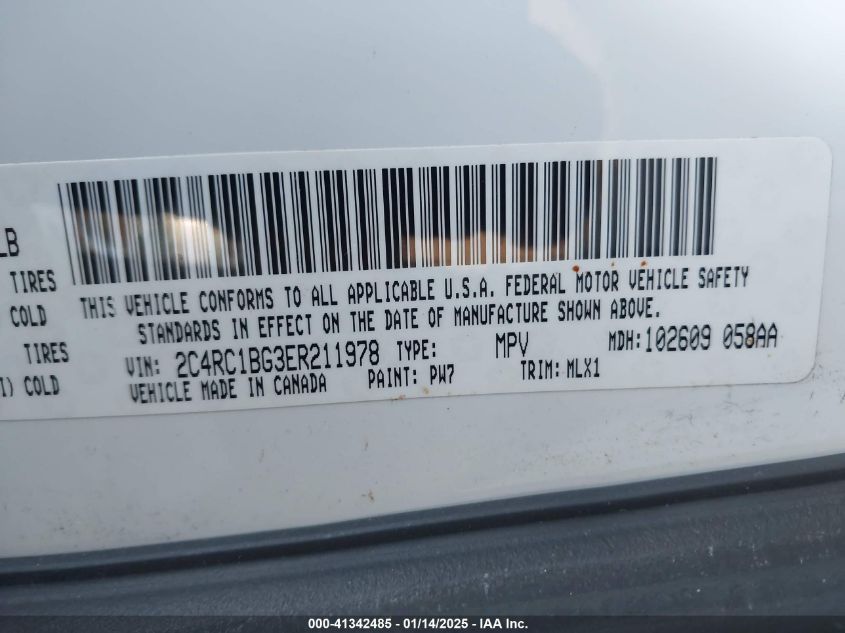 LB
TIRES
COLD
TIRES
I) COLD
THIS VEHICLE CONFORMS TO ALL APPLICABLE U.S.A. FEDERAL MOTOR VEHICLE SAFETY
STANDARDS IN EFFECT ON THE DATE OF MANUFACTURE SHOWN ABOVE.
VIN: 2C4RC1BG3ER211978 TYPE: MPV MDH:102609 058AA
VEHICLE MADE IN CANADA PAINT: PW7 TRIM: MLX1
000-41342485 - 01/14/2025 - IAA Inc.